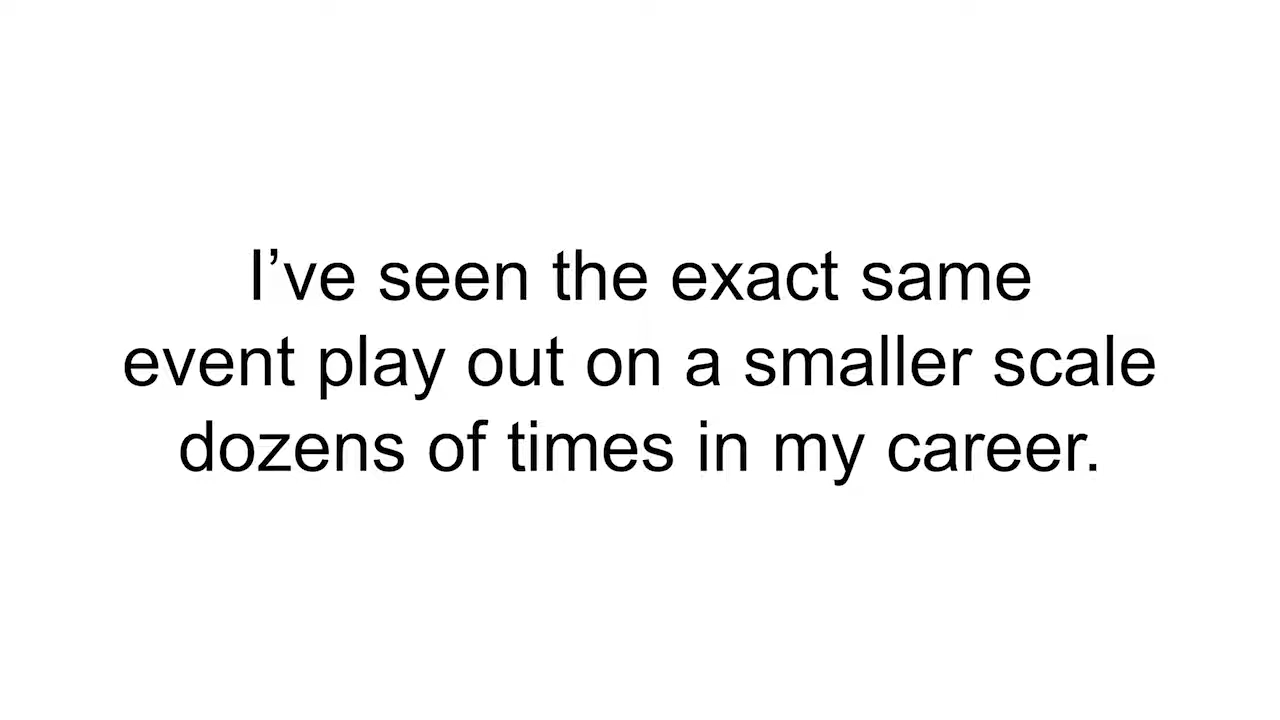 I’ve seen the exact same
event play out on a smaller scale
dozens of times in my career.